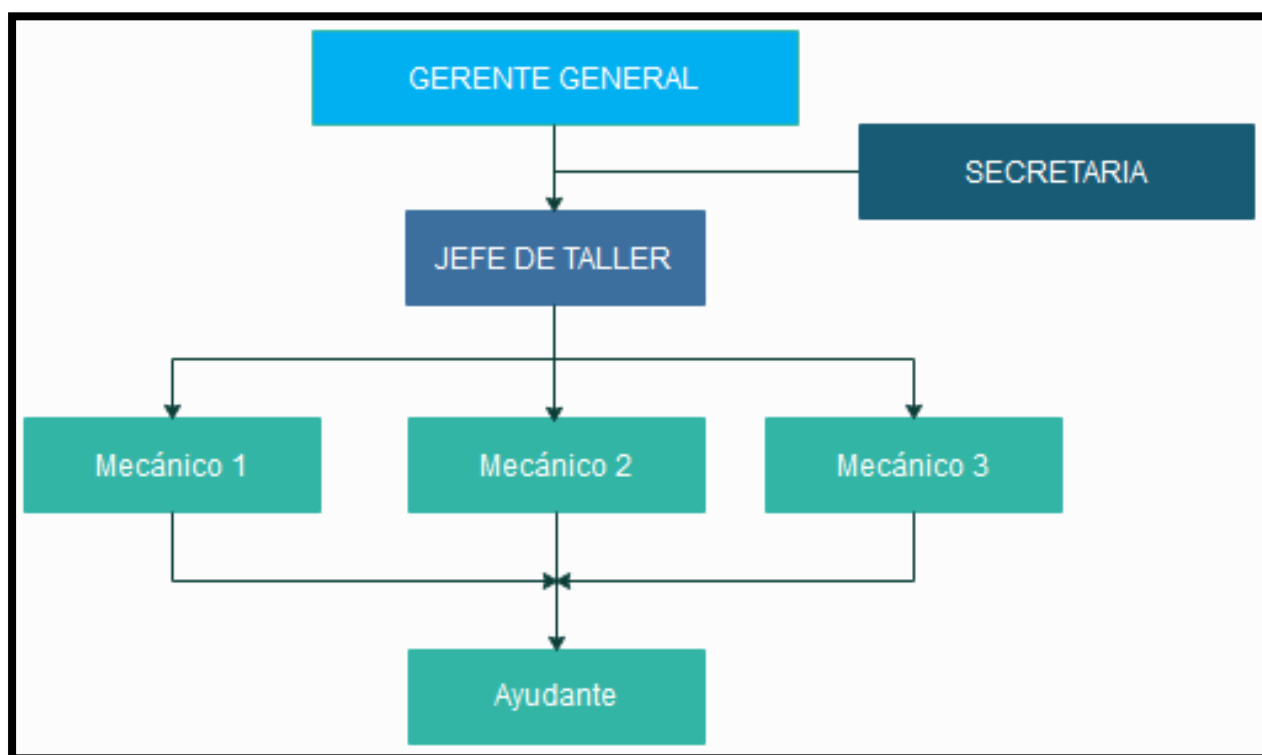 GERENTE GENERAL
SECRETARIA
JEFE DE TALLER
Mecánico 1
Mecánico 2
Mecánico 3
Ayudante